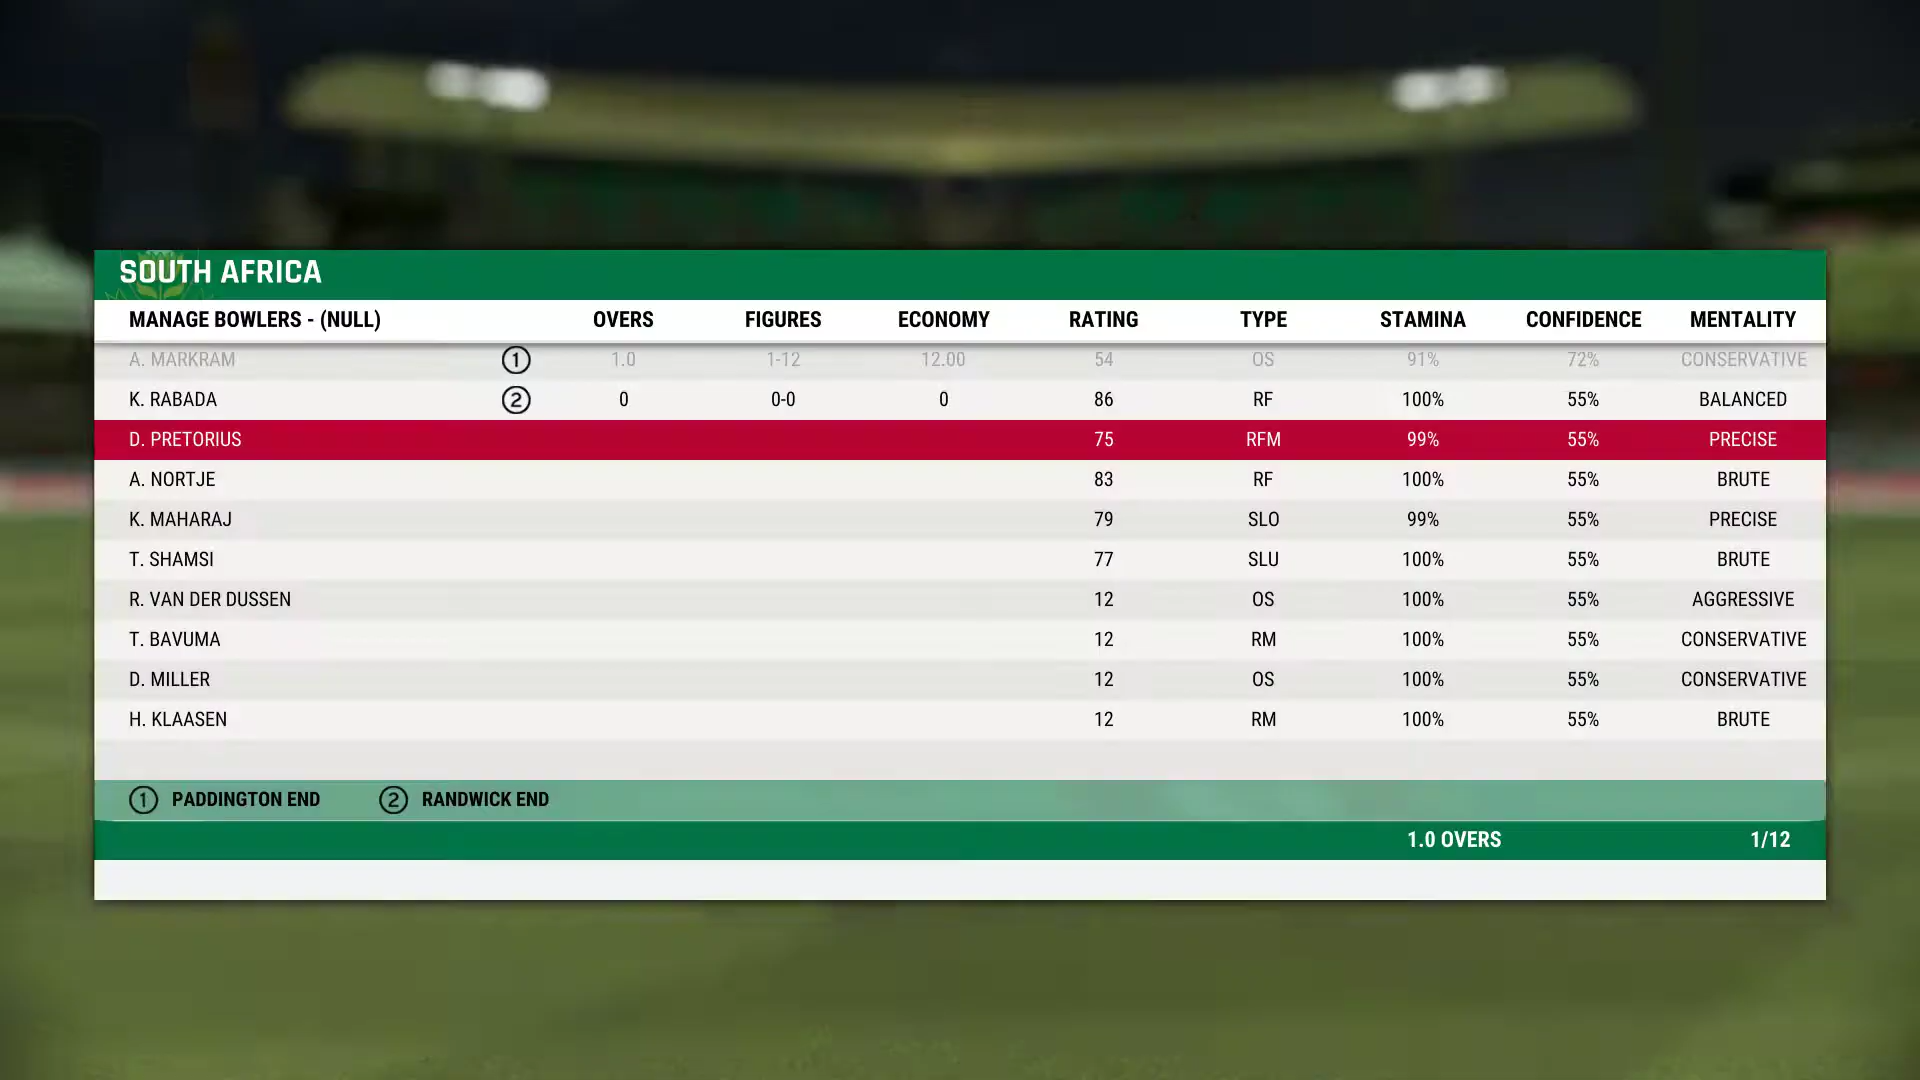 SOUTH AFRICA
MANAGE BOWLERS - (NULL) OVERS FIGURES ECONOMY RATING TYPE STAMINA CONFIDENCE MENTALITY
A. MARKRAM 1 1.0 1-12 12.00 54 OS 91% 72% CONSERVATIVE
K. RABADA 2 0 0-0 0 86 RF 100% 55% BALANCED
D. PRETORIUS 75 RFM 99% 55% PRECISE
A. NORTJE 83 RF 100% 55% BRUTE
K. MAHARAJ 79 SLO 99% 55% PRECISE
T. SHAMSI 77 SLU 100% 55% BRUTE
R. VAN DER DUSSEN 12 OS 100% 55% AGGRESSIVE
T. BAVUMA 12 RM 100% 55% CONSERVATIVE
D. MILLER 12 OS 100% 55% CONSERVATIVE
H. KLAASEN 12 RM 100% 55% BRUTE
1 PADDINGTON END 2 RANDWICK END
1.0 OVERS 1/12